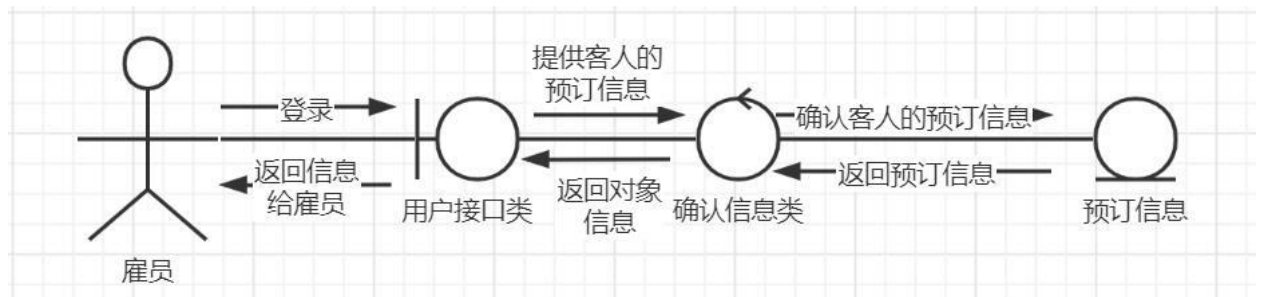 提供客人的
预订信息
登录
确认客人的预订信息
返回信息
给雇员
返回对象
信息
返回预订信息
用户接口类
确认信息类
预订信息
雇员